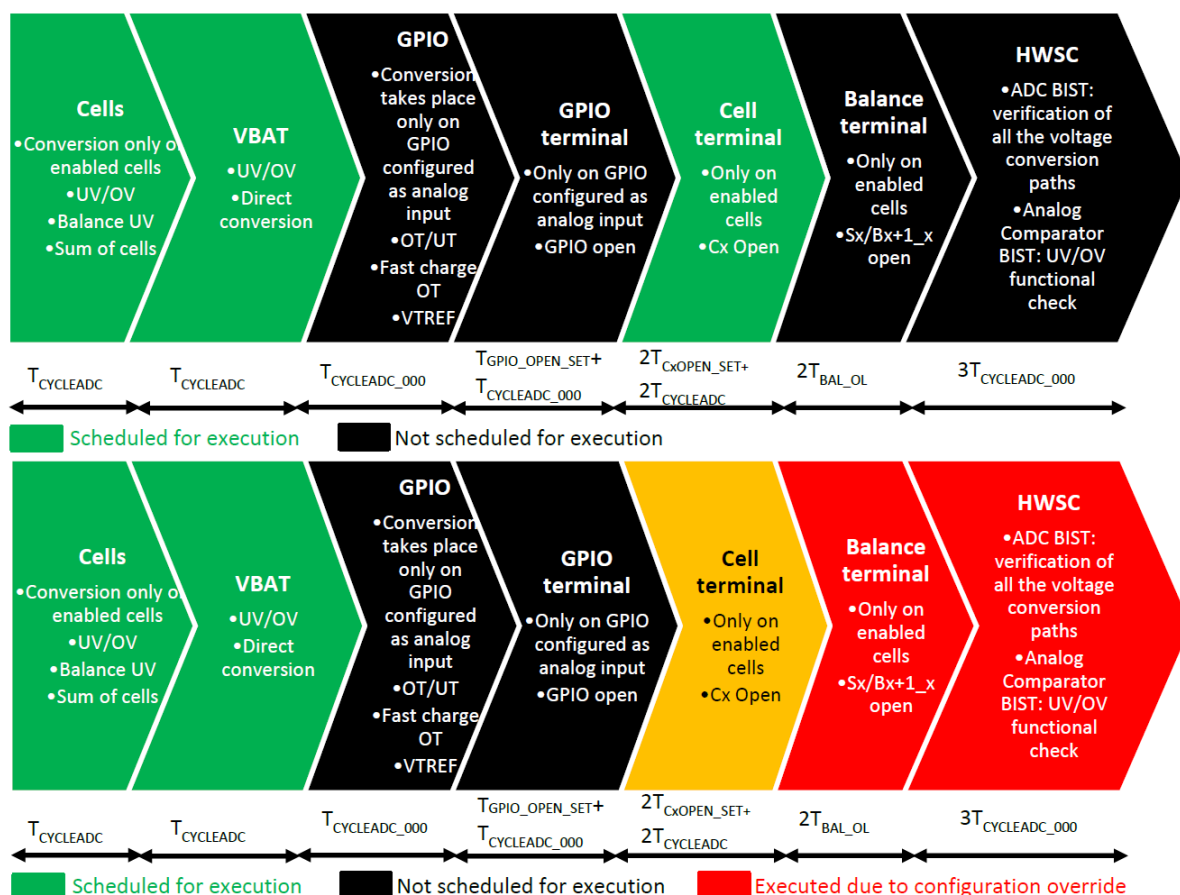 Cells
•Conversion only o
enabled cells
•UV/OV
•Balance UV
•Sum of cells
VBAT
•UV/OV
•Direct
conversion
GPIO
•Conversion
takes place
only on
GPIO
configured
as analog
input
•OT/UT
•Fast charge
OT
•VTREF
GPIO
terminal
•Only on GPIO
configured as
analog input
•GPIO open
Cell
terminal
•Only on
enabled
cells
•Cx Open
Balance
terminal
•Only on
enabled
cells
•Sx/Bx+1_x
open
HWSC
•ADC BIST:
verification of
all the voltage
conversion
paths
•Analog
Comparator
BIST: UV/OV
functional
check
TCYCLEADC
TCYCLEADC
TCYCLEADC_000
TGPIO_OPEN_SET+
TCYCLEADC_000
2TCxOPEN_SET+
2TCYCLEADC
2TBAL_OL
3TCYCLEADC_000
Scheduled for execution
Not scheduled for execution
Cells
•Conversion only o
enabled cells
•UV/OV
•Balance UV
•Sum of cells
VBAT
•UV/OV
•Direct
conversion
GPIO
•Conversion
takes place
only on
GPIO
configured
as analog
input
•OT/UT
•Fast charge
OT
•VTREF
GPIO
terminal
•Only on GPIO
configured as
analog input
•GPIO open
Cell
terminal
•Only on
enabled
cells
•Cx Open
Balance
terminal
•Only on
enabled
cells
•Sx/Bx+1_x
open
HWSC
•ADC BIST:
verification of
all the voltage
conversion
paths
•Analog
Comparator
BIST: UV/OV
functional
check
TCYCLEADC
TCYCLEADC
TCYCLEADC_000
TGPIO_OPEN_SET+
TCYCLEADC_000
2TCxOPEN_SET+
2TCYCLEADC
2TBAL_OL
3TCYCLEADC_000
Scheduled for execution
Not scheduled for execution
Executed due to configuration override